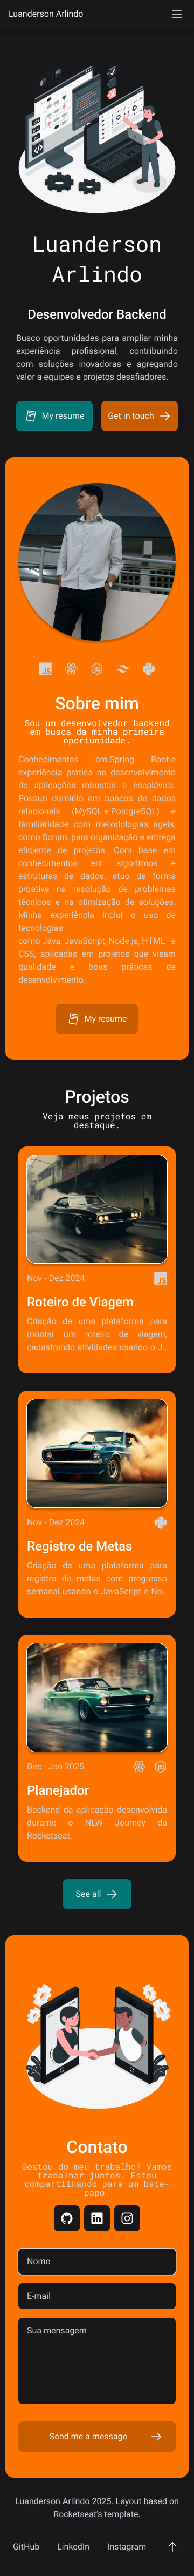 Luanderson Arlindo
Luanderson
Arlindo
Desenvolvedor Backend
Busco oportunidades para ampliar minha
experiência profissional, contribuindo
com soluções inovadoras e agregando
valor a equipes e projetos desafiadores.
My resume
Get in touch
JS
Sobre mim
Sou um desenvolvedor backend
em busca da minha primeira
oportunidade.
Conhecimentos em Spring Boot e
experiência prática no desenvolvimento
de aplicações robustas e escaláveis.
Possuo domínio em bancos de dados
relacionais (MySQL e PostgreSQL) e
familiaridade com metodologias ágeis,
como Scrum, para organização e entrega
eficiente de projetos. Com base em
conhecimentos em algoritmos e
estruturas de dados, atuo de forma
proativa na resolução de problemas
técnicos e na otimização de soluções.
Minha experiência inclui o uso de
tecnologias
como Java, JavaScript, Node.js, HTML e
CSS, aplicadas em projetos que visam
qualidade e boas práticas de
desenvolvimento.
My resume
Projetos
Veja meus projetos em
destaque.
Nov - Dez 2024
JS
Roteiro de Viagem
Criação de uma plataforma para
montar um roteiro de viagem,
cadastrando atividades usando o J…
Nov - Dez 2024
Registro de Metas
Criação de uma plataforma para
registro de metas com progresso
semanal usando o JavaScript e No…
Dec - Jan 2025
Planejador
Backend da aplicação desenvolvida
durante o NLW Journey da
Rocketseat.
See all
Contato
Gostou do meu trabalho? Vamos
trabalhar juntos. Estou
compartilhando para um bate-
papo.
Nome
E-mail
Sua mensagem
Send me a message
Luanderson Arlindo 2025. Layout based on
Rocketseat's template.
GitHub LinkedIn Instagram